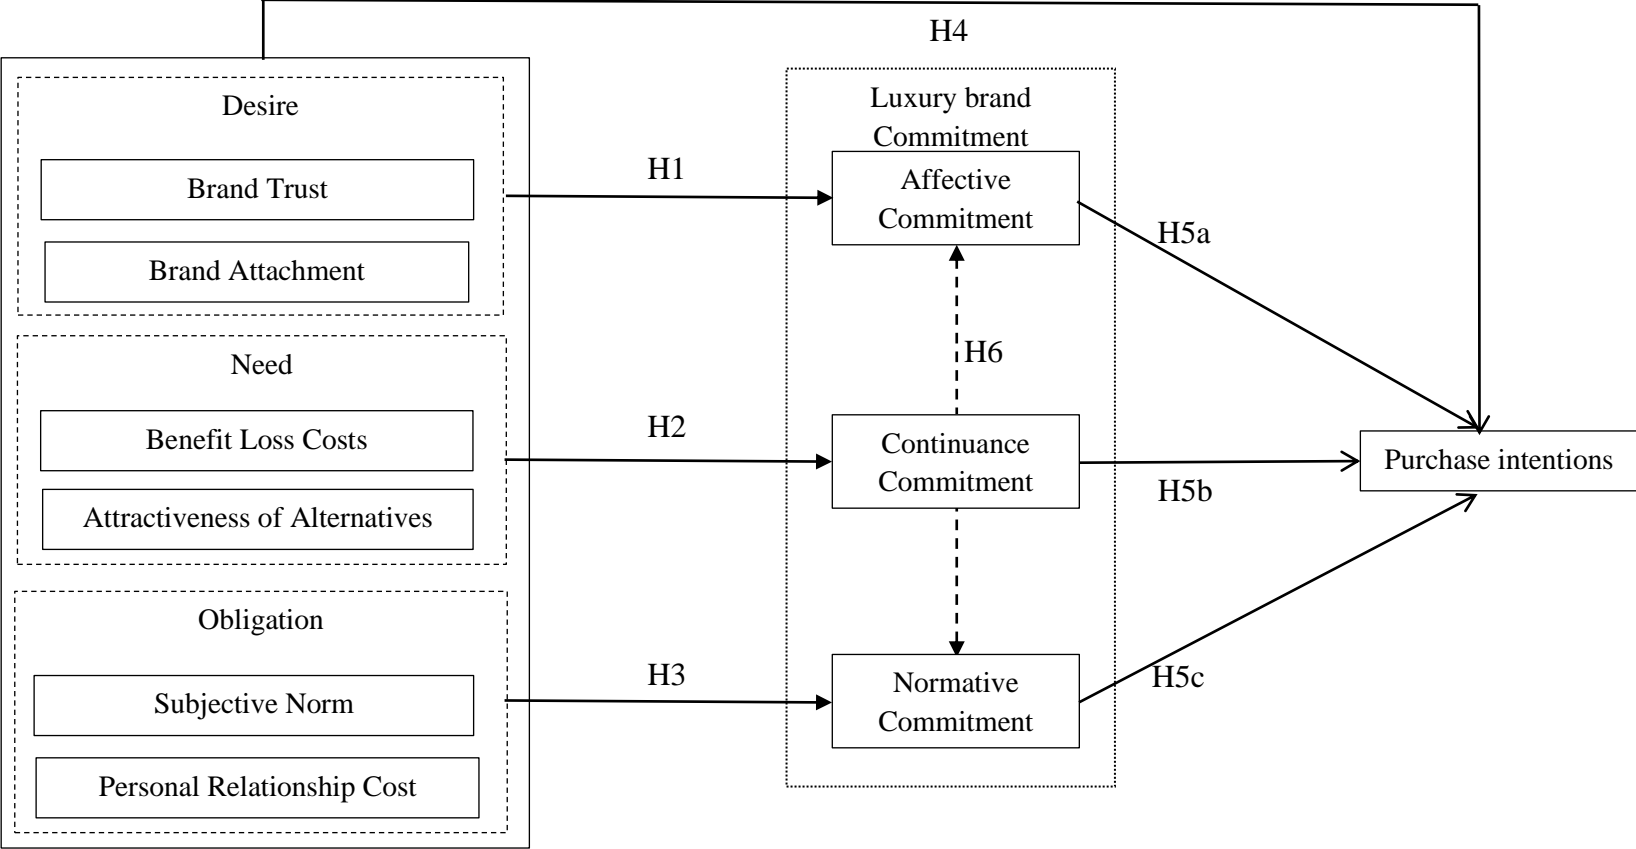 H4
Desire
Brand Trust
Brand Attachment
Need
Benefit Loss Costs
Attractiveness of Alternatives
Obligation
Subjective Norm
Personal Relationship Cost
H1
H2
H3
Luxury brand
Commitment
Affective
Commitment
H6
Continuance
Commitment
Normative
Commitment
H5a
H5b
H5c
Purchase intentions